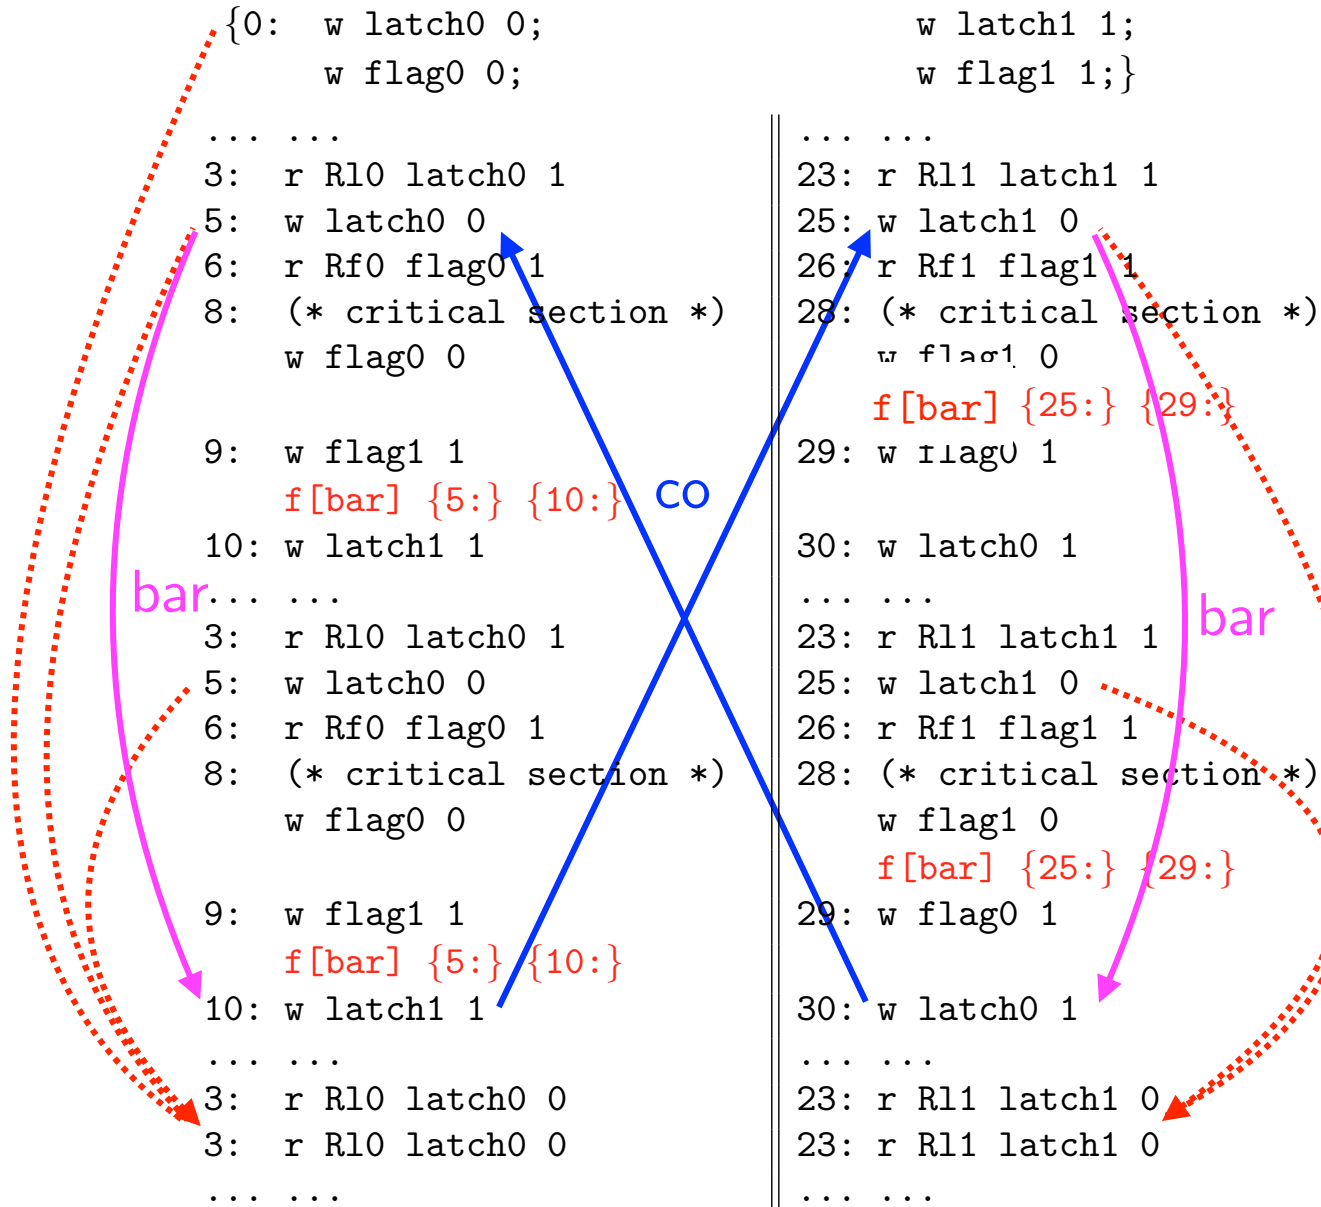 {0: w latch0 0; w latch1 1;
w flag0 0; w flag1 1;}
... ... ... ...
3: r Rl0 latch0 1 23: r Rl1 latch1 1
5: w latch0 0 25: w latch1 0
6: r Rf0 flag0 1 26: r Rf1 flag1 1
8: (* critical section *) 28: (* critical section *)
w flag0 0 w flag1 0
f[bar] {25:} {29:}
9: w flag1 1 29: w flag0 1
f[bar] {5:} {10:} co
10: w latch1 1 30: w latch0 1
bar ... ... ... ...
3: r Rl0 latch0 1 23: r Rl1 latch1 1 bar
5: w latch0 0 25: w latch1 0
6: r Rf0 flag0 1 26: r Rf1 flag1 1
8: (* critical section *) 28: (* critical section *)
w flag0 0 w flag1 0
f[bar] {25:} {29:}
9: w flag1 1 29: w flag0 1
f[bar] {5:} {10:}
10: w latch1 1 30: w latch0 1
... ... ... ...
3: r Rl0 latch0 0 23: r Rl1 latch1 0
3: r Rl0 latch0 0 23: r Rl1 latch1 0
... ... ... ...